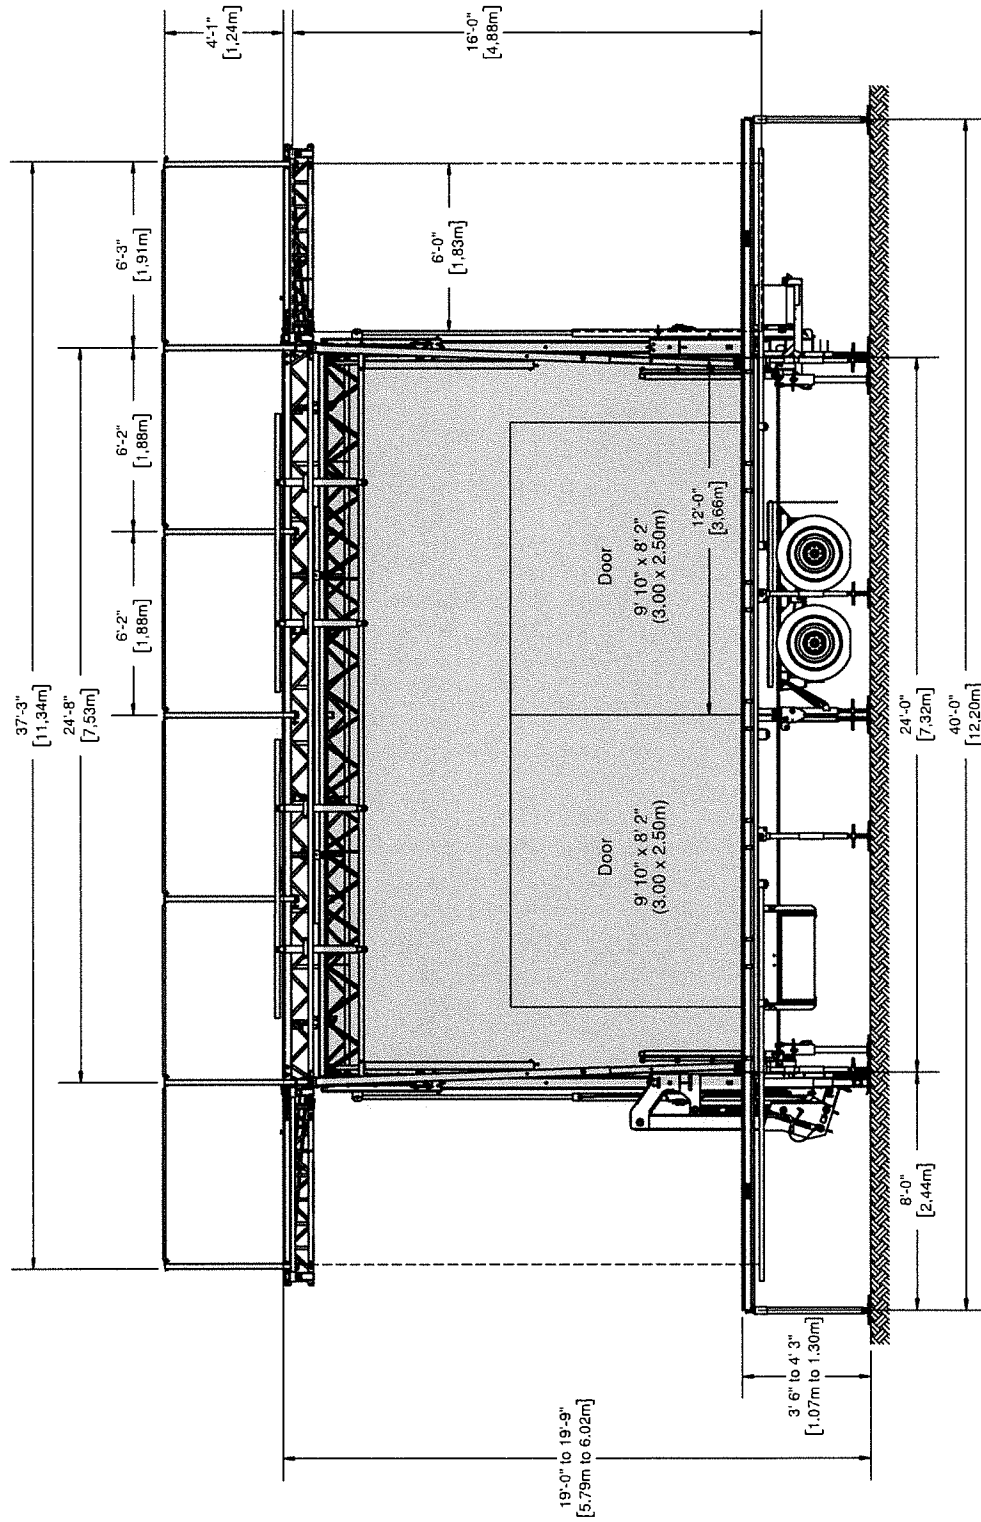 37'-3"
[11,34m]
24'-8"
[7,53m]
6'-2"
[1,88m]
6'-2"
[1,88m]
6'-3"
[1,91m]
4'-1"
[1,24m]
16'-0"
[4,88m]
6'-0"
[1,83m]
19'-0" to 19'-9"
[5.79m to 6.02m]
Door
9' 10" x 8' 2"
(3.00 x 2.50m)
Door
9' 10" x 8' 2"
(3.00 x 2.50m)
12'-0"
[3,66m]
3' 6" to 4' 3"
[1.07m to 1.30m]
8'-0"
[2,44m]
24'-0"
[7,32m]
40'-0"
[12,20m]